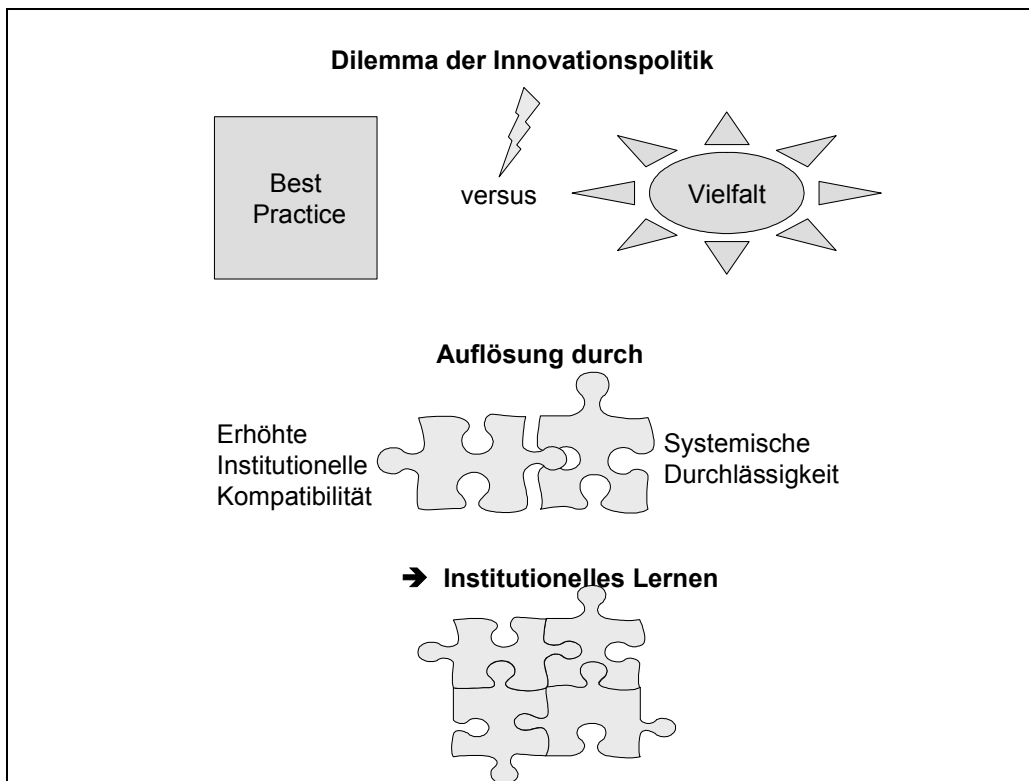 Dilemma der Innovationspolitik
Best
Practice
versus
Vielfalt
Auflösung durch
Erhöhte
Institutionelle
Kompatibilität
Systemische
Durchlässigkeit
➔ Institutionelles Lernen